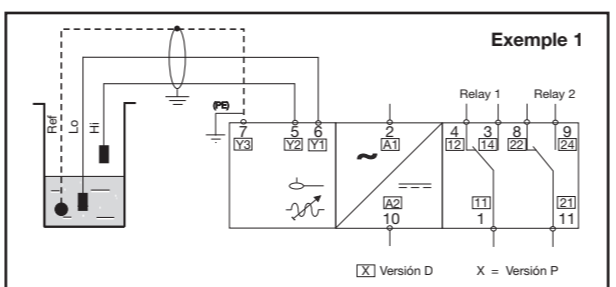 Exemple 1
Relay 1 Relay 2
Ref Lo Hi
(PE)
7 5 6 2 4 3 8 9
Y3 Y2 Y1 A1 12 14 22 24
~
A2 11 21
10 1 11
X Versión D X = Versión P